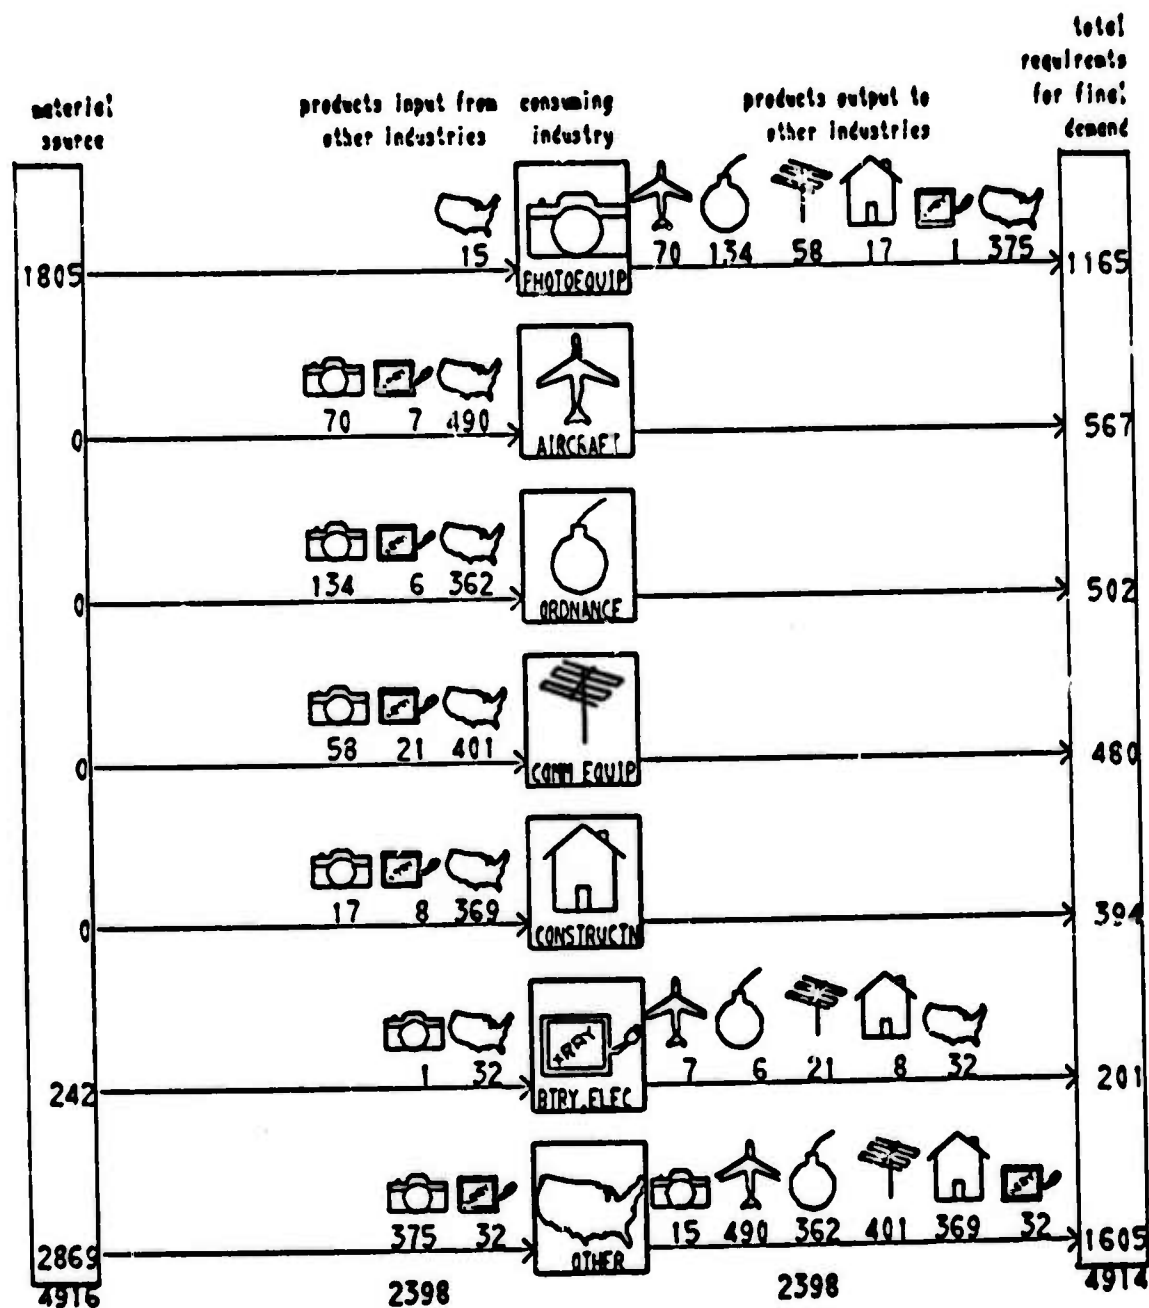 total
requirents
for final
demand
material
source
products input from
other industries
consuming
industry
products output to
other industries
15
70 134 58 17 1 375
1805
PHOTOEQUIP
1165
70 7 490
0
AIRCRAFT
567
134 6 362
0
ORDNANCE
502
58 21 401
0
COMM EQUIP
480
17 8 369
0
CONSTRUCTN
394
XRAY
1 32
7 6 21 8 32
242
BTRY.ELEC
201
375 32
15 490 362 401 369 32
2869
OTHER
1605
4916 2398 2398 4914